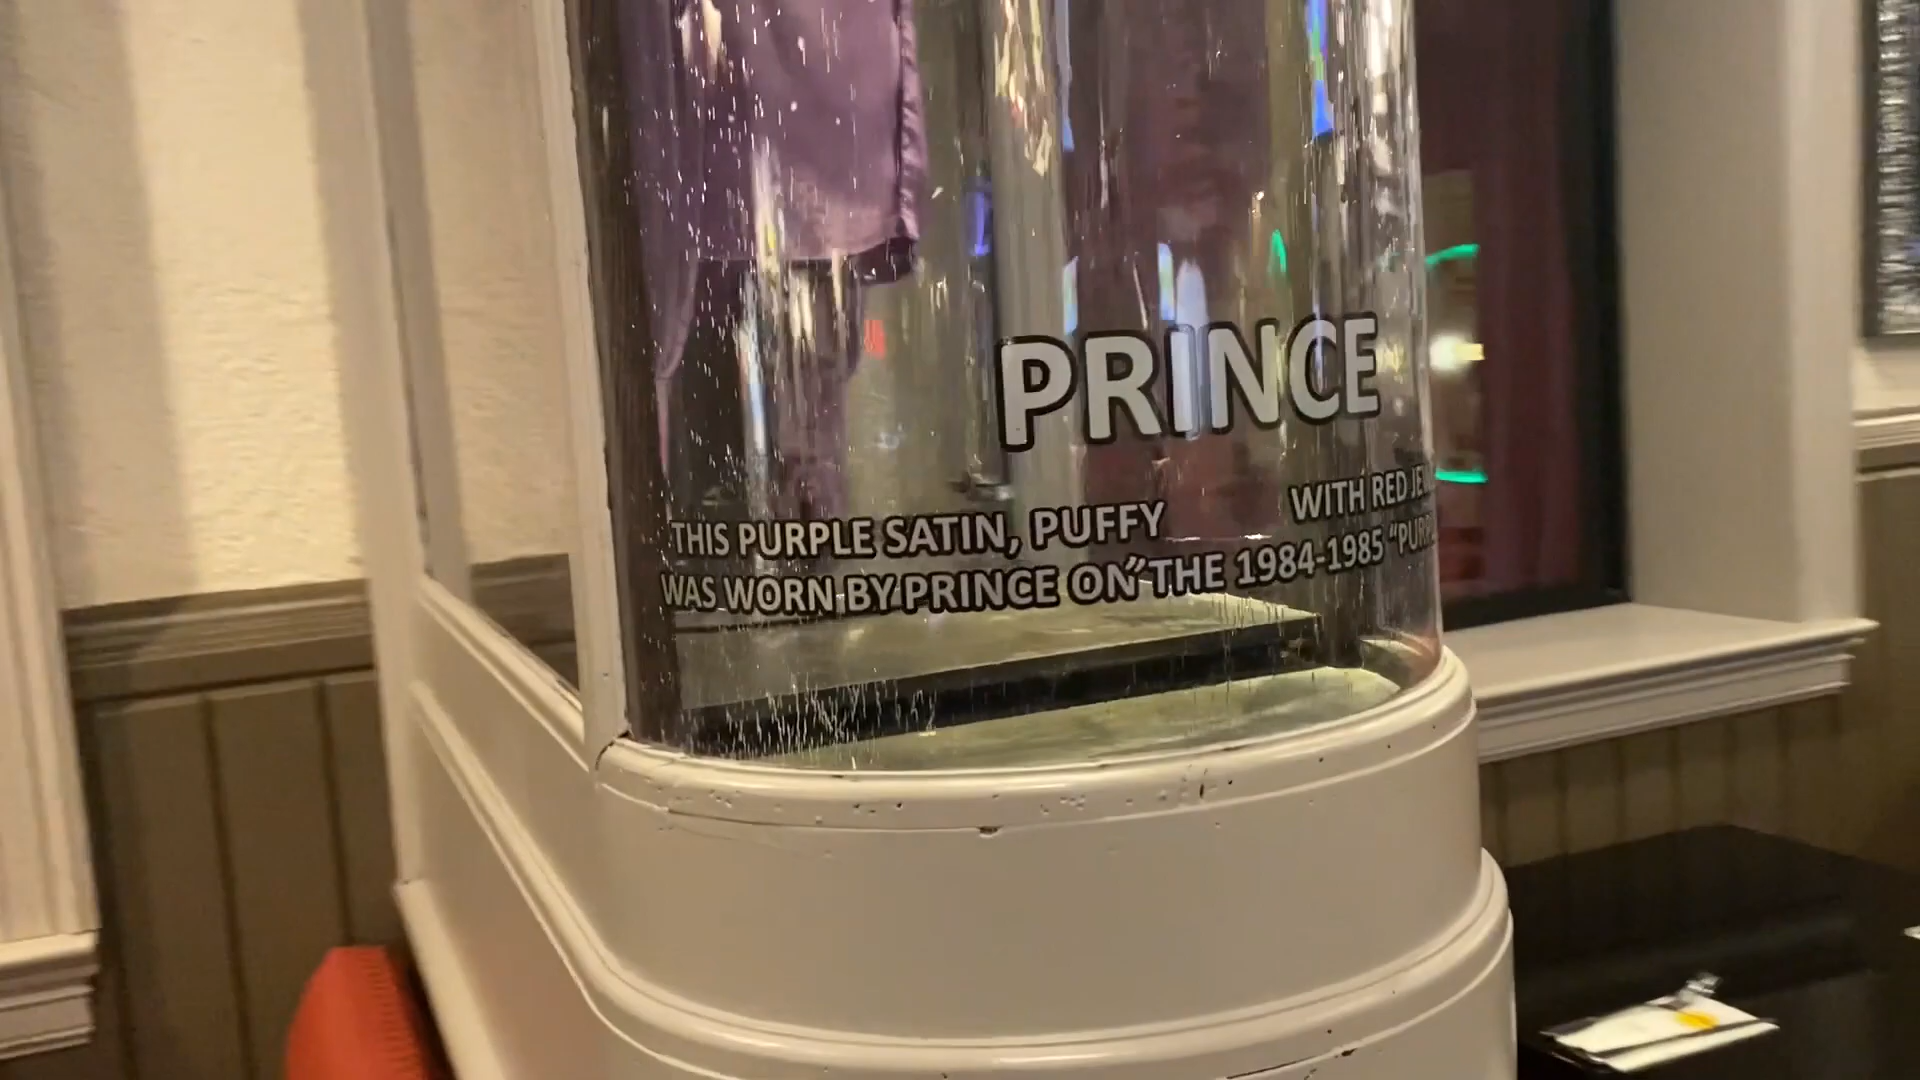 PRINCE
THIS PURPLE SATIN, PUFFY WITH RED
WAS WORN BY PRINCE ON" THE 1984-1985